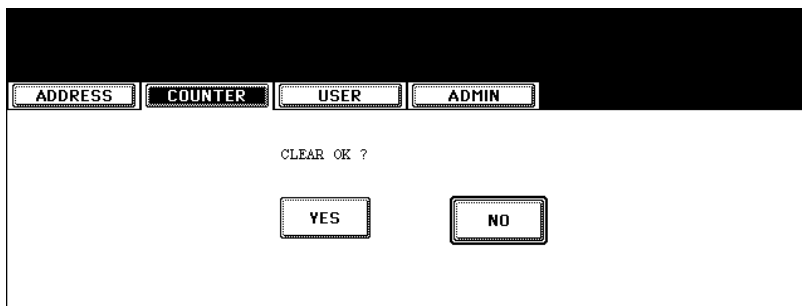 ADDRESS COUNTER USER ADMIN
CLEAR OK ?
YES NO